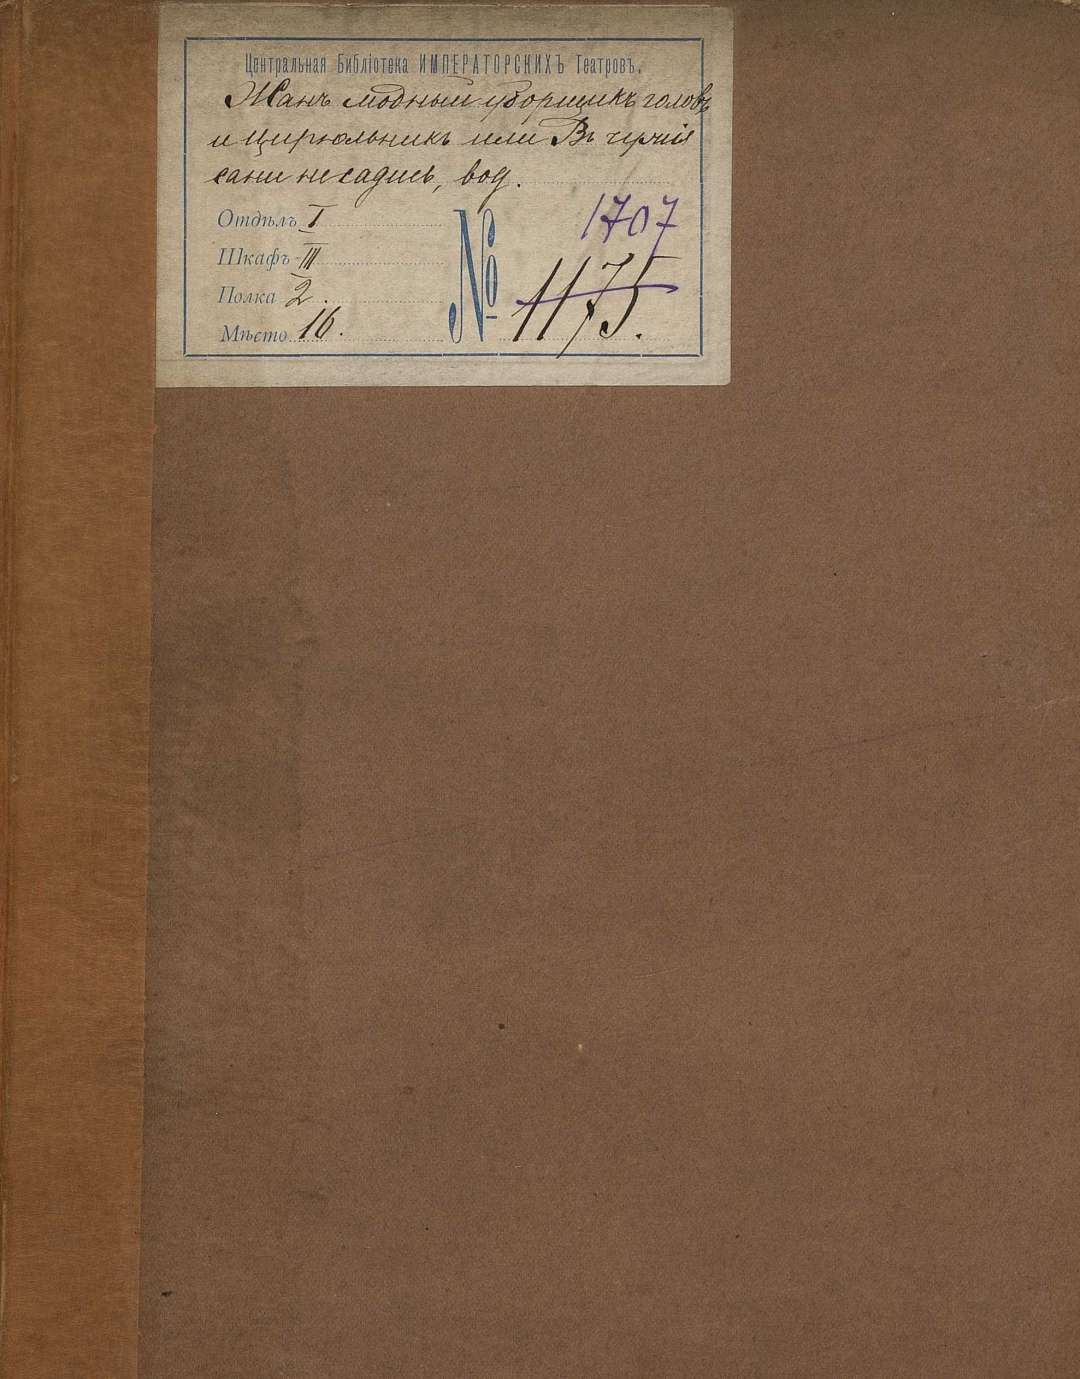 Центральная Библіотека ИМПЕРАТОРСКИХЪ Театровъ.
Жанъ модный уборщикъ головъ
и Цирюльникъ или Въ чужія
сани не садись, вод.
Отдѣлъ I
Шкафъ III
Полка 2.
Мѣсто 16.
№
1707
1175.